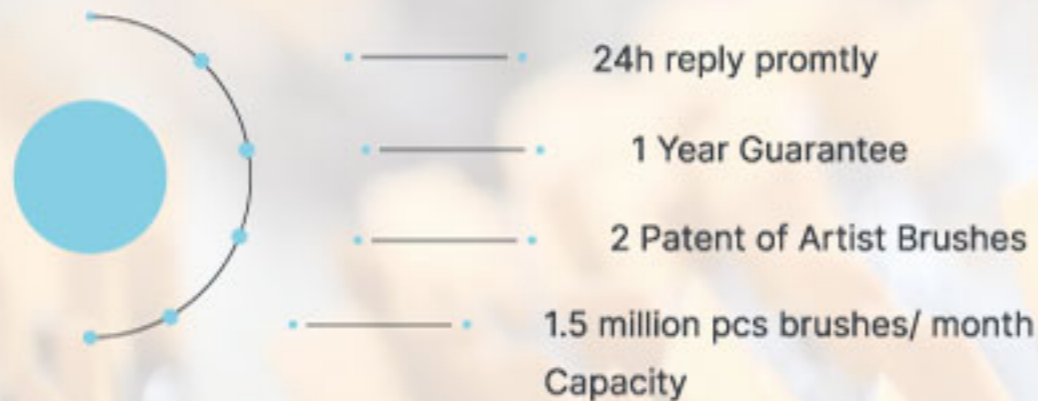 24h reply promtly
1 Year Guarantee
2 Patent of Artist Brushes
1.5 million pcs brushes/ month
Capacity